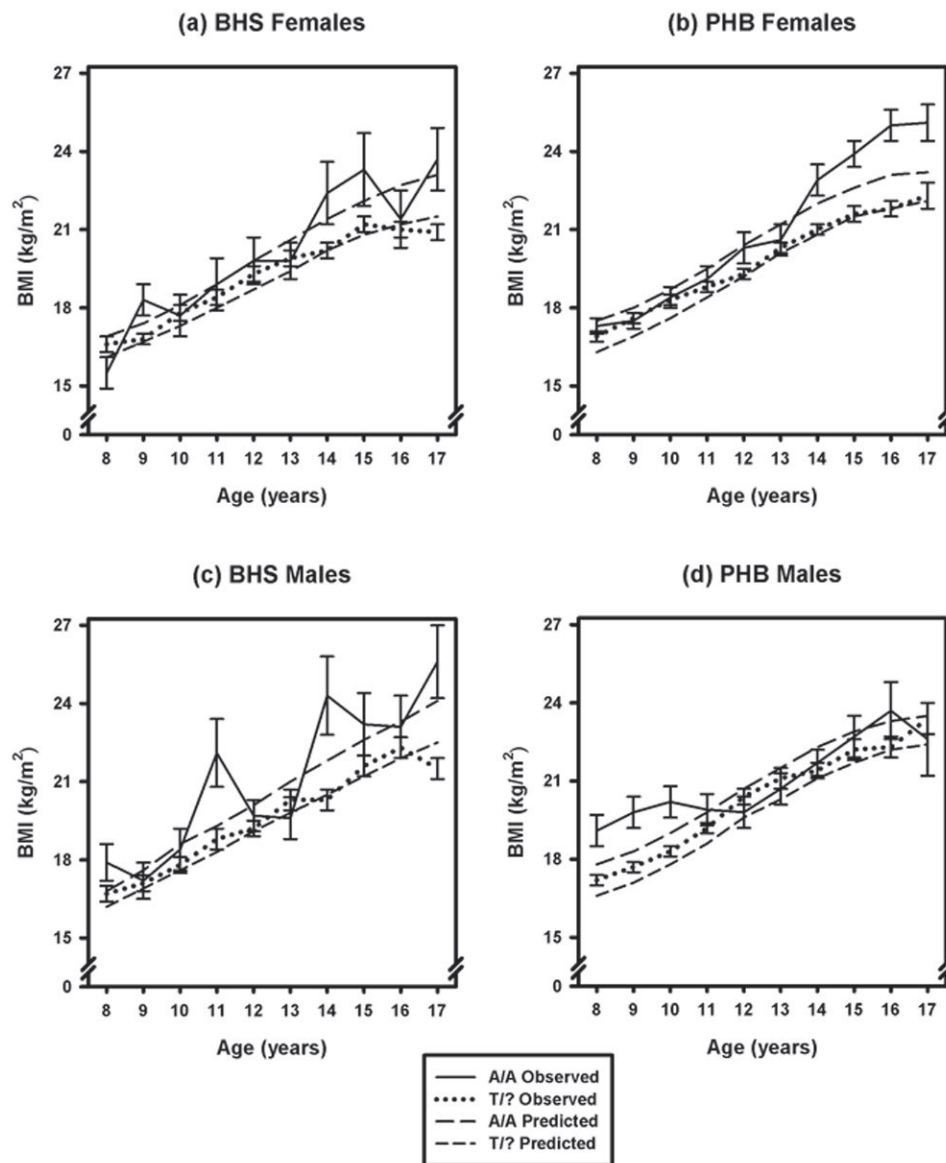 (a) BHS Females
27
24
21
18
15
0
BMI (kg/m²)
8 9 10 11 12 13 14 15 16 17
Age (years)
(b) PHB Females
27
24
21
18
15
0
BMI (kg/m²)
8 9 10 11 12 13 14 15 16 17
Age (years)
(c) BHS Males
27
24
21
18
15
0
BMI (kg/m²)
8 9 10 11 12 13 14 15 16 17
Age (years)
(d) PHB Males
27
24
21
18
15
0
BMI (kg/m²)
8 9 10 11 12 13 14 15 16 17
Age (years)
A/A Observed
T/? Observed
A/A Predicted
T/? Predicted